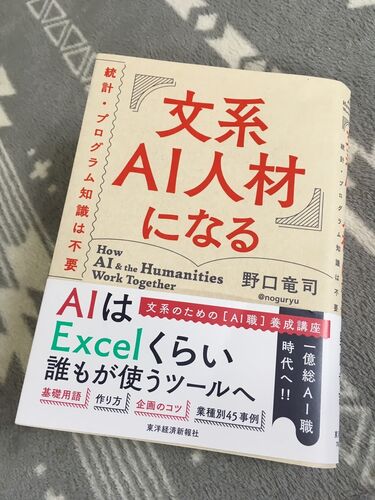 統計・プログラム知識は不要
文系
AI人材
になる
How
AI & the Humanities
Work Together
野口竜司
@noguryu
文系のための[AI職]養成講座
AIは
Excelくらい
誰もが使うツールへ
一億総AI職
時代へ!!
基礎用語
作り方
企画のコツ
業種別45事例
東洋経済新報社